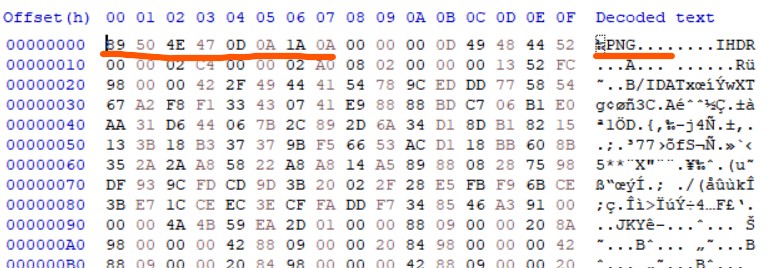 Offset(h) 00 01 02 03 04 05 06 07 08 09 0A 0B 0C 0D 0E 0F Decoded text
00000000 89 50 4E 47 0D 0A 1A 0A 00 00 00 0D 49 48 44 52 ‰PNG........IHDR
00000010 00 00 02 C4 00 00 02 A0 08 02 00 00 00 13 52 FC ...Ä... ......Rü
00000020 98 00 00 42 2F 49 44 41 54 78 9C ED DD 77 58 54 ˜..B/IDATxœíÝwXT
00000030 67 A2 F8 F1 33 43 07 41 E9 88 88 BD C7 06 B1 E0 g¢øñ3C.Aéˆˆ½Ç.±à
00000040 AA 31 D6 44 06 7B 2C 89 2D 6A 34 D1 8D B1 82 15 ª1ÖD.{,‰-j4Ñ.±‚.
00000050 13 3B 18 B3 37 37 9B F5 66 53 AC D1 18 BB 60 8B .;.³77›õfS¬Ñ.»`‹
00000060 35 2A 2A A8 58 22 A8 A8 14 A5 89 88 08 28 75 98 5**¨X"¨¨.¥‰ˆ.(u˜
00000070 DF 93 9C FD CD 9D 3B 20 02 2F 28 E5 FB F9 6B CE ß“œýÍ.; ./(åûùkÎ
00000080 3B E7 1C CE EC 3E CF FA DD F7 34 85 46 A3 91 00 ;ç.Îì>ÏúÝ÷4…F£‘.
00000090 00 00 4A 4B 59 EA 2D 01 00 00 88 09 00 00 20 8A ..JKYê-...ˆ... Š
000000A0 98 00 00 00 42 88 09 00 00 20 84 98 00 00 00 42 ˜...Bˆ... „˜...B
000000B0 88 09 00 00 20 84 98 00 00 00 42 88 09 00 00 20